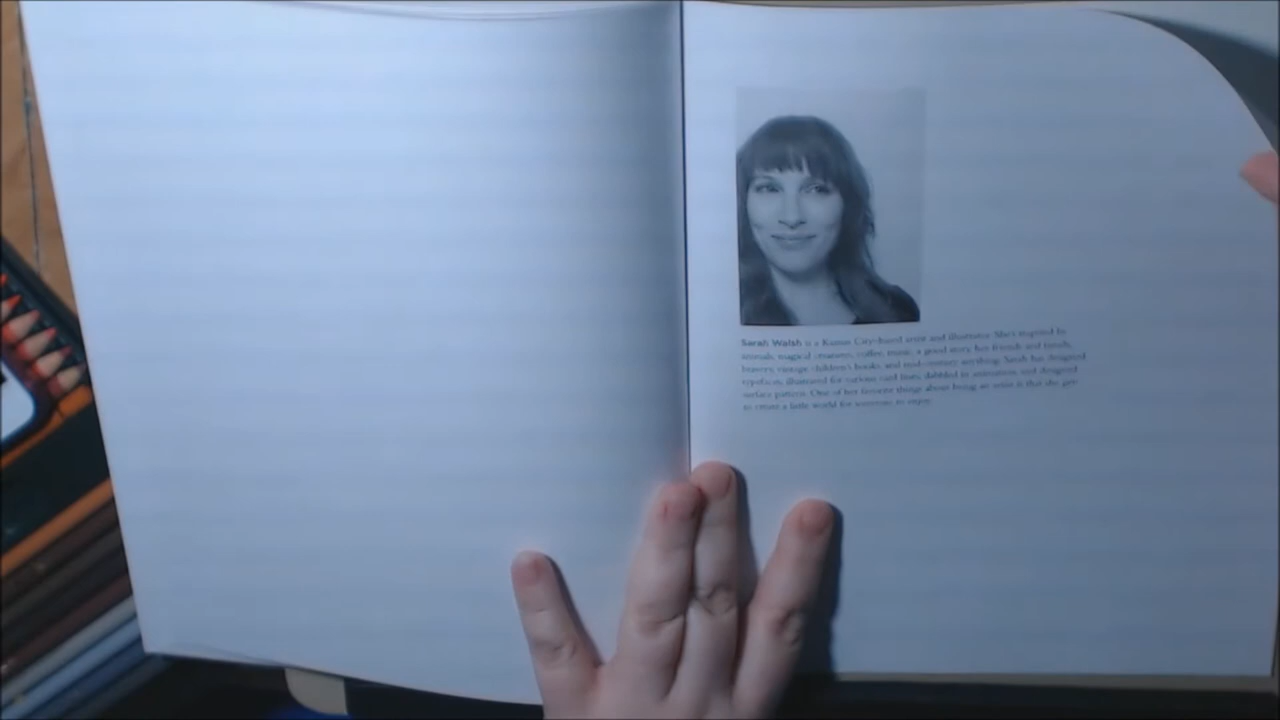 Sarah Walsh is a Kansas City–based artist and illustrator. She's inspired by
animals, magical creatures, coffee, music, a good story, her friends and family,
flowers, vintage children's books, and mid-century anything. Sarah has designed
typefaces, illustrated for various card lines, dabbled in animation, and designed
surface pattern. One of her favorite things about being an artist is that she gets
to create a little world for someone to enjoy.